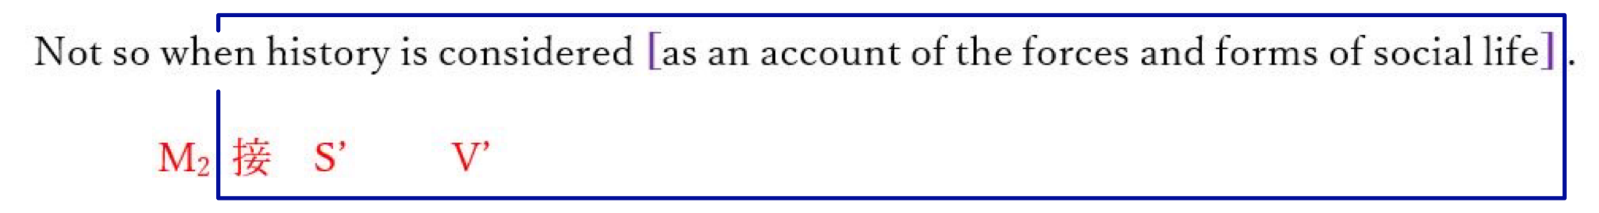 Not so when history is considered [as an account of the forces and forms of social life].
M₂ 接 S’ V’